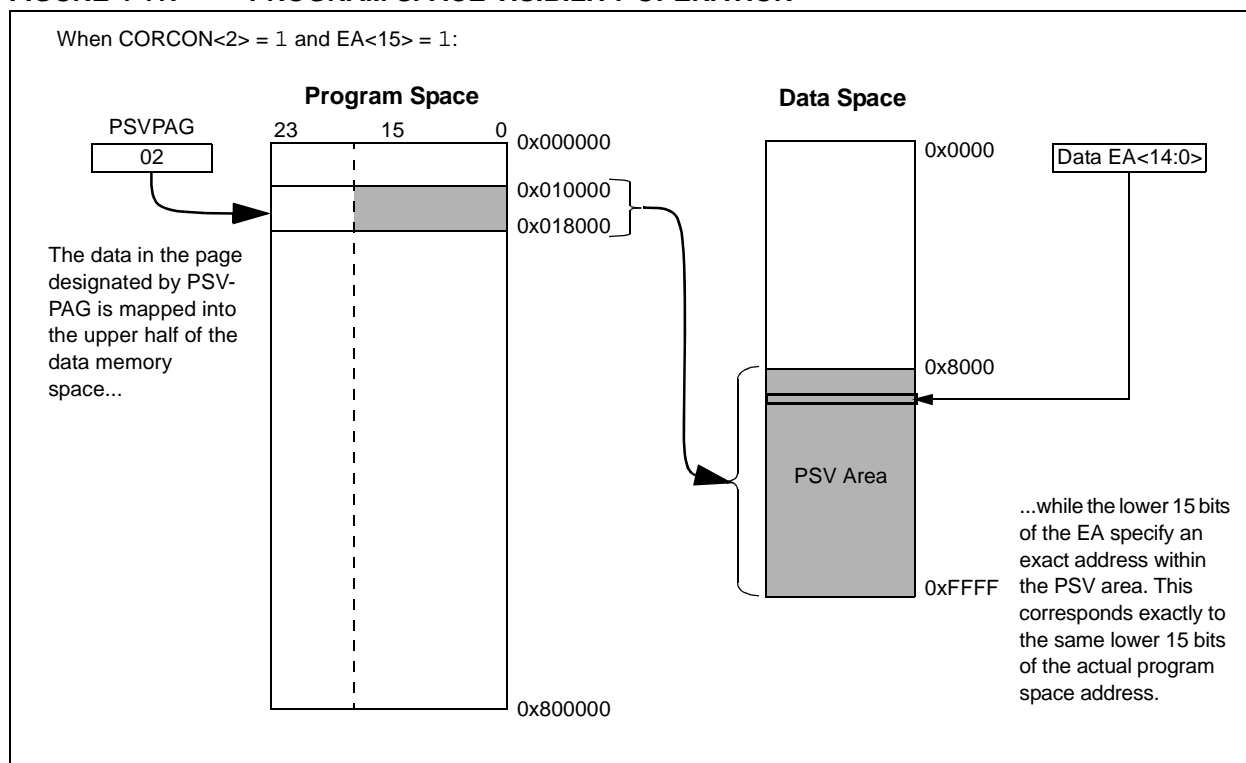 When CORCON<2> = 1 and EA<15> = 1:
Program Space
Data Space
PSVPAG
02
23
15
0
0x000000
0x010000
0x018000
0x800000
The data in the page
designated by PSV-
PAG is mapped into
the upper half of the
data memory
space...
0x0000
Data EA<14:0>
0x8000
PSV Area
0xFFFF
...while the lower 15 bits
of the EA specify an
exact address within
the PSV area. This
corresponds exactly to
the same lower 15 bits
of the actual program
space address.